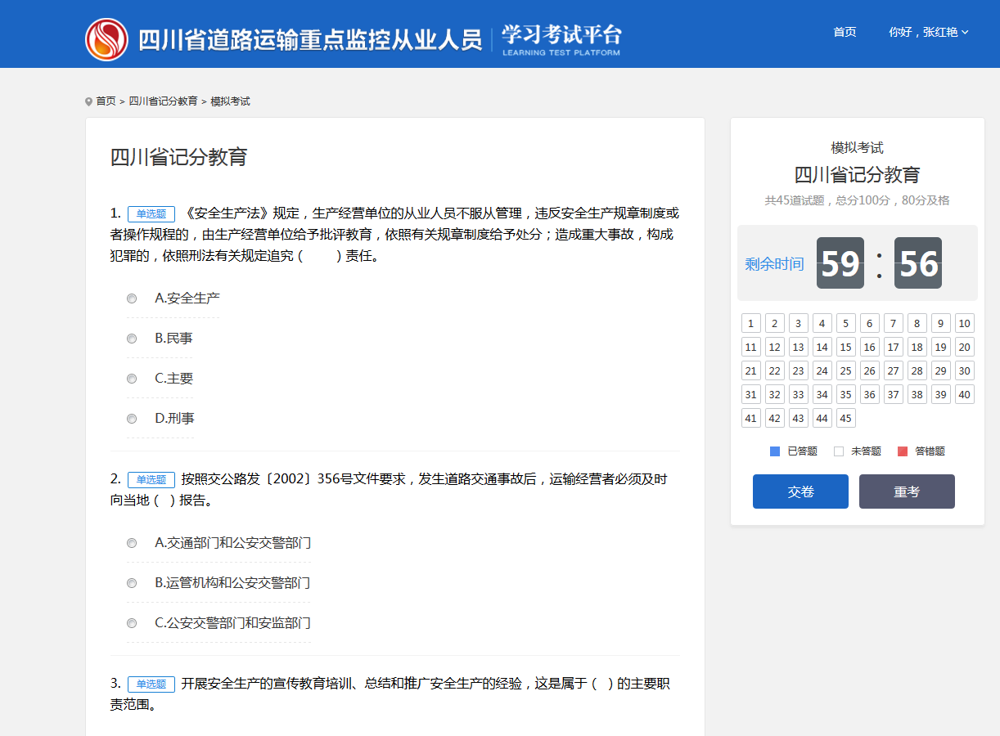 四川省道路运输重点监控从业人员
学习考试平台
LEARNING TEST PLATFORM
首页
你好，张红艳
首页 > 四川省记分教育 > 模拟考试
四川省记分教育
1. 单选题 《安全生产法》规定，生产经营单位的从业人员不服从管理，违反安全生产规章制度或
者操作规程的，由生产经营单位给予批评教育，依照有关规章制度给予处分；造成重大事故，构成
犯罪的，依照刑法有关规定追究（　　）责任。
A.安全生产
B.民事
C.主要
D.刑事
2. 单选题 按照交公路发〔2002〕356号文件要求，发生道路交通事故后，运输经营者必须及时
向当地（ ）报告。
A.交通部门和公安交警部门
B.运管机构和公安交警部门
C.公安交警部门和安监部门
3. 单选题 开展安全生产的宣传教育培训、总结和推广安全生产的经验，这是属于（ ）的主要职
责范围。
模拟考试
四川省记分教育
共45道试题，总分100分，80分及格
剩余时间 59 : 56
1 2 3 4 5 6 7 8 9 10
11 12 13 14 15 16 17 18 19 20
21 22 23 24 25 26 27 28 29 30
31 32 33 34 35 36 37 38 39 40
41 42 43 44 45
已答题 未答题 答错题
交卷 重考